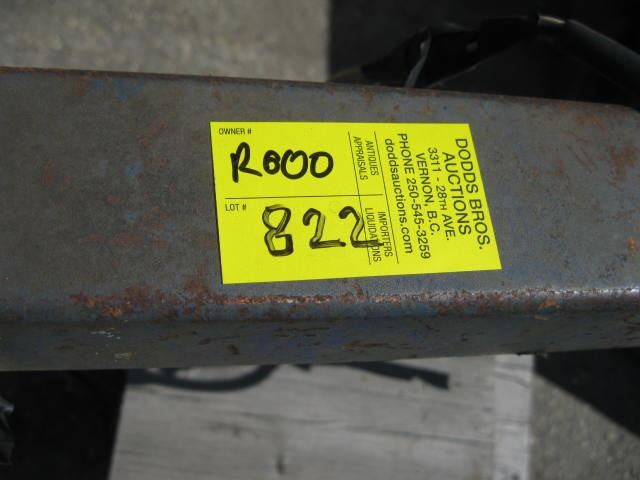 OWNER #
R000
LOT #
822
ANTIQUES
APPRAISALS
IMPORTERS
LIQUIDATIONS
DODDS BROS.
AUCTIONS
3311 - 28TH AVE.
VERNON, B.C.
PHONE 250-545-3259
doddsauctions.com